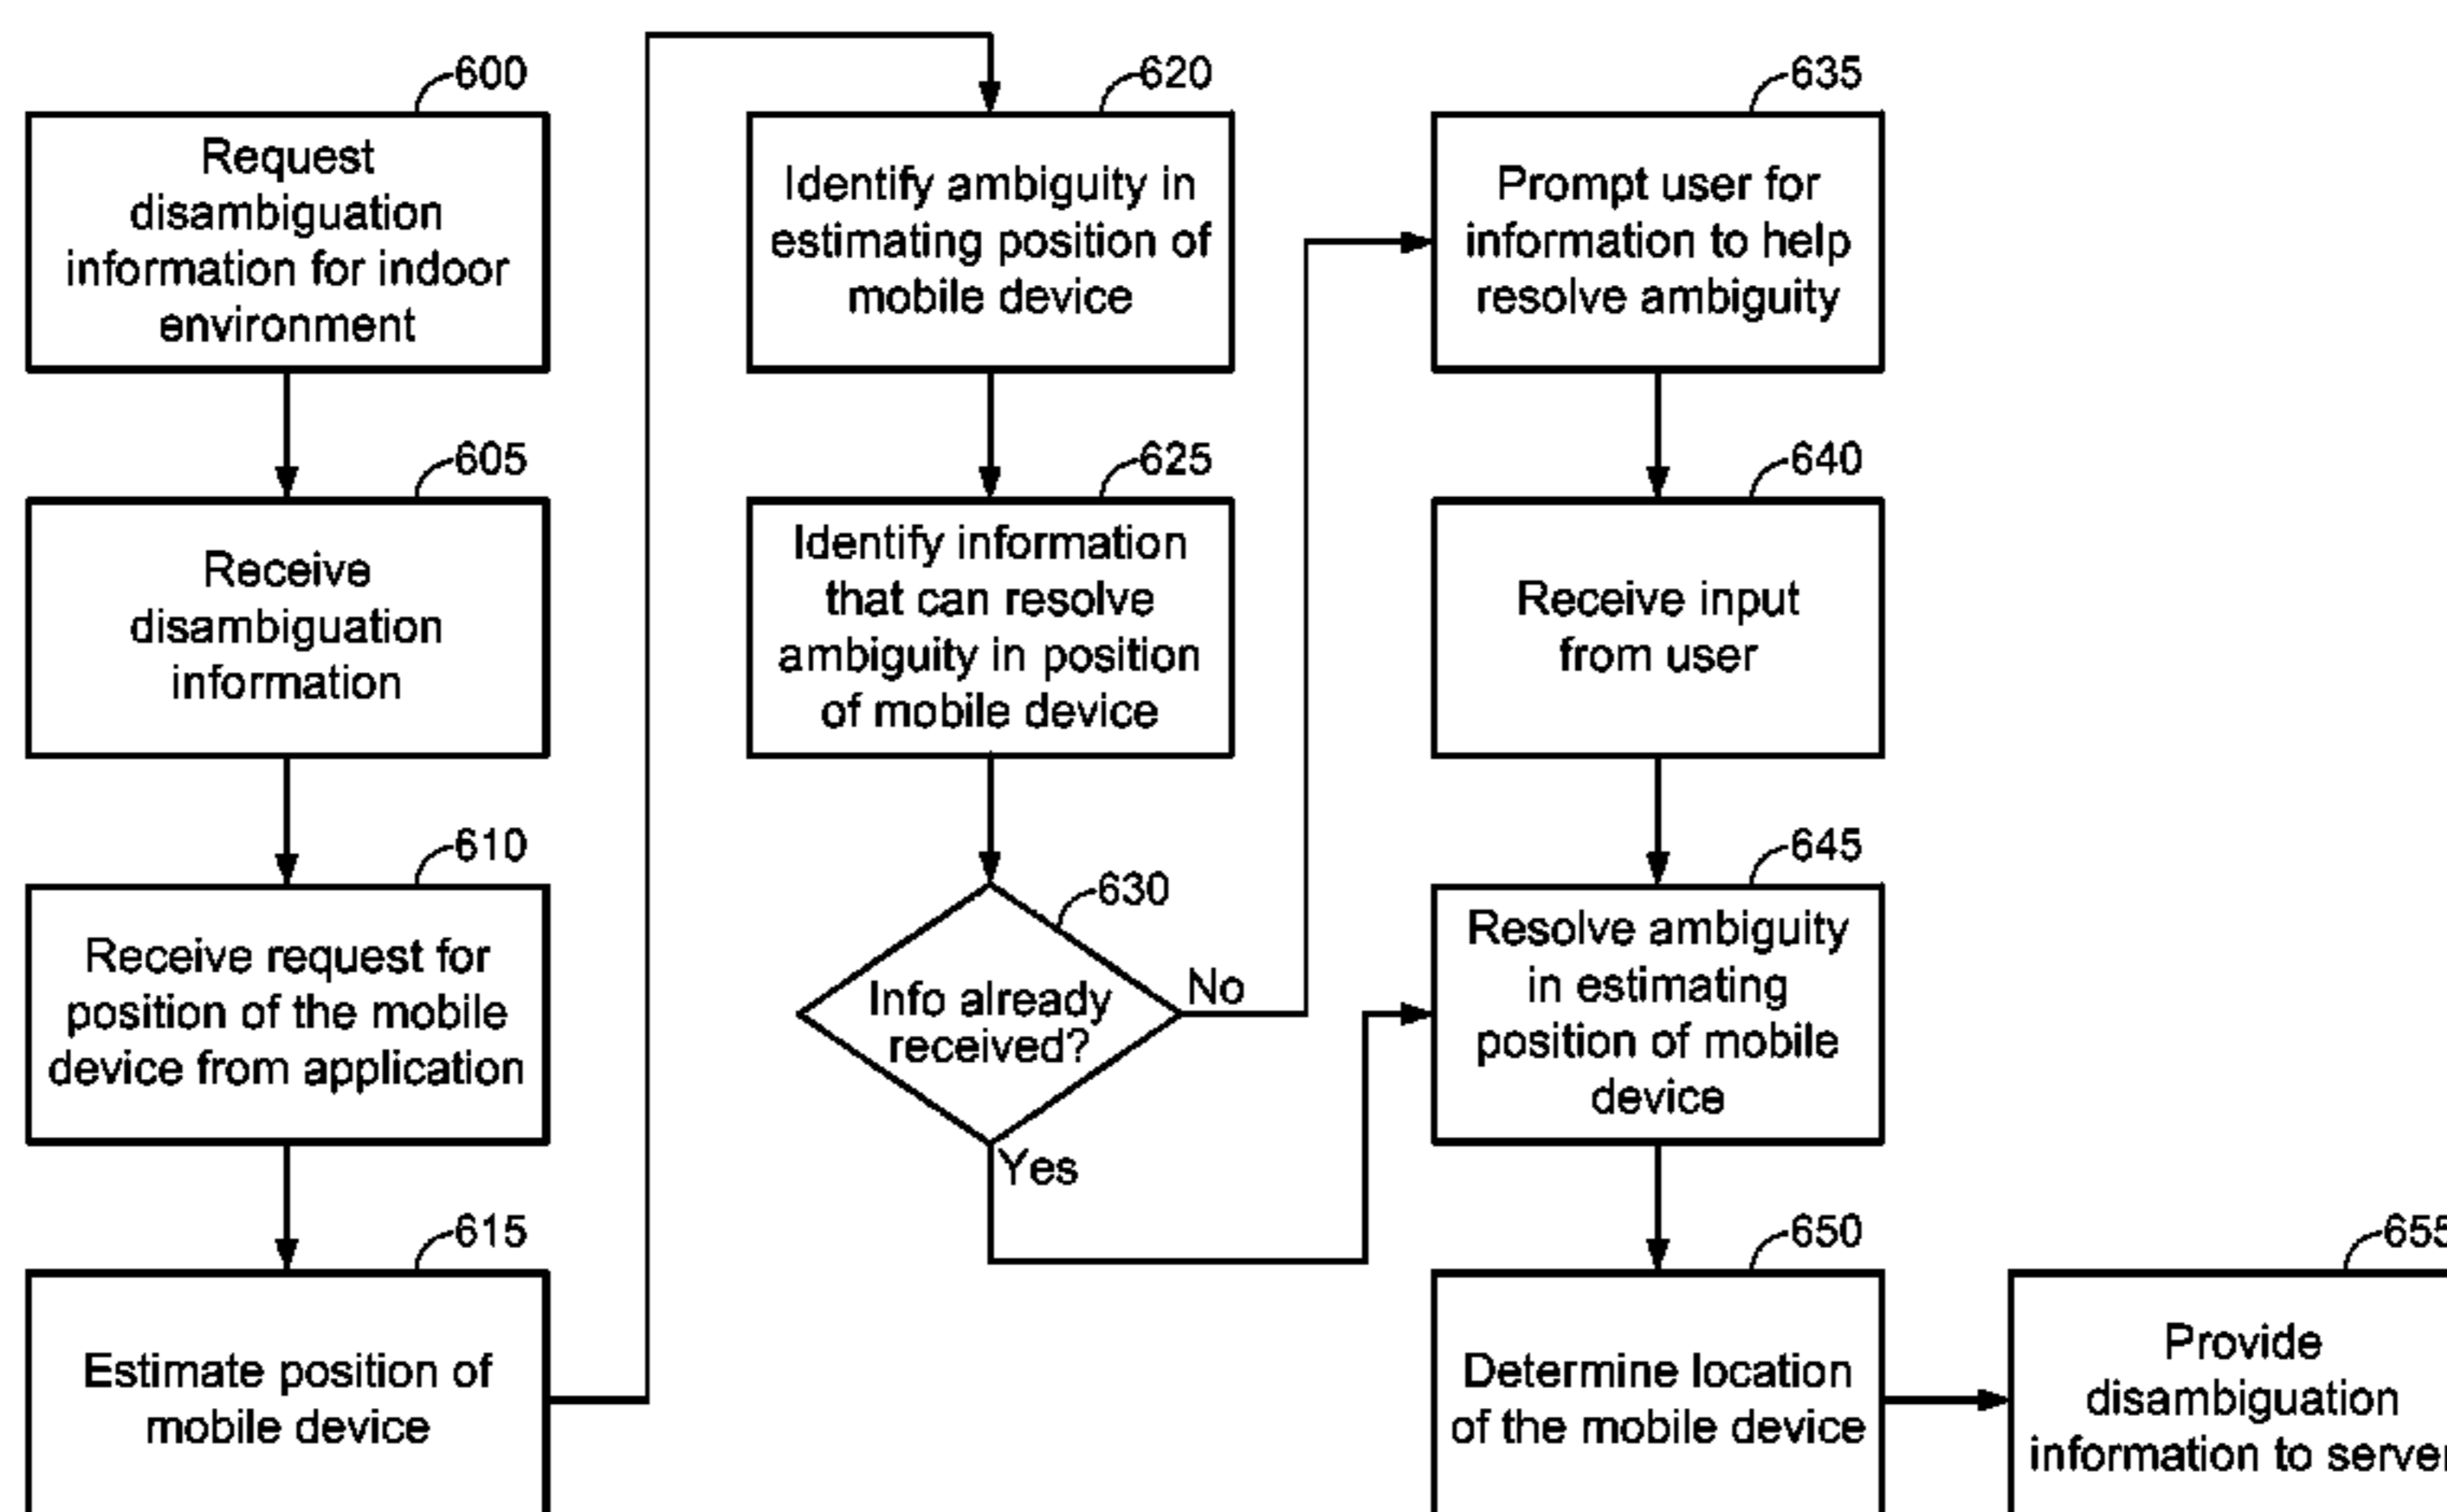 600
Request
disambiguation
information for indoor
environment
605
Receive
disambiguation
information
610
Receive request for
position of the mobile
device from application
615
Estimate position of
mobile device
620
Identify ambiguity in
estimating position of
mobile device
625
Identify information
that can resolve
ambiguity in position
of mobile device
630
Info already
received?
No
Yes
635
Prompt user for
information to help
resolve ambiguity
640
Receive input
from user
645
Resolve ambiguity
in estimating
position of mobile
device
650
Determine location
of the mobile device
655
Provide
disambiguation
information to server